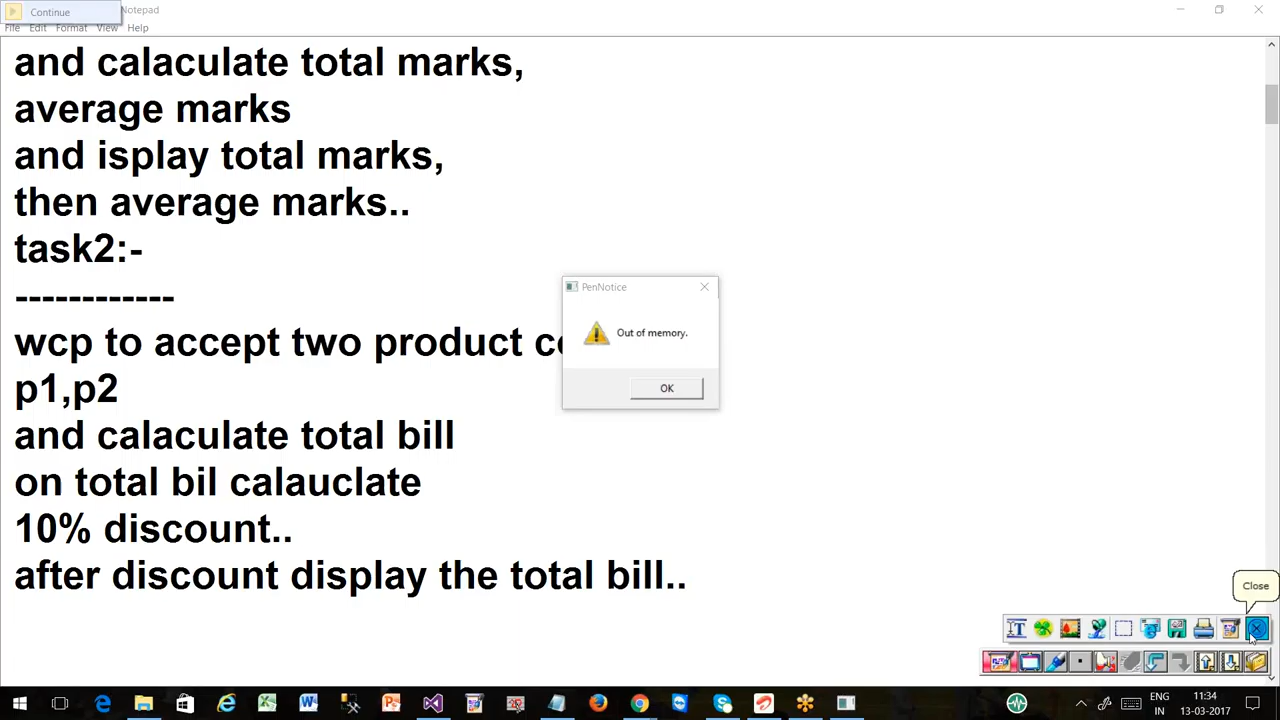 Continue
Notepad
File Edit Format View Help
and calaculate total marks,
average marks
and isplay total marks,
then average marks..
task2:-
------------
wcp to accept two product
p1,p2
and calaculate total bill
on total bil calauclate
10% discount..
after discount display the total bill..
PenNotice
Out of memory.
OK
Close
ENG
IN
11:34
13-03-2017